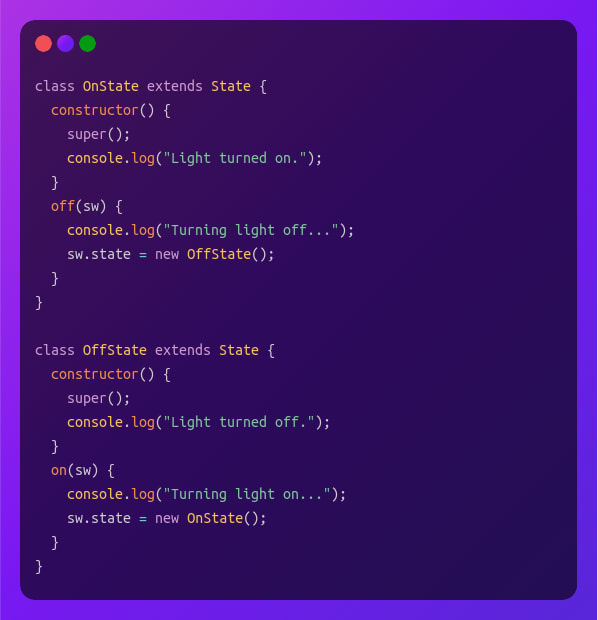 class OnState extends State {
  constructor() {
    super();
    console.log("Light turned on.");
  }
  off(sw) {
    console.log("Turning light off...");
    sw.state = new OffState();
  }
}

class OffState extends State {
  constructor() {
    super();
    console.log("Light turned off.");
  }
  on(sw) {
    console.log("Turning light on...");
    sw.state = new OnState();
  }
}